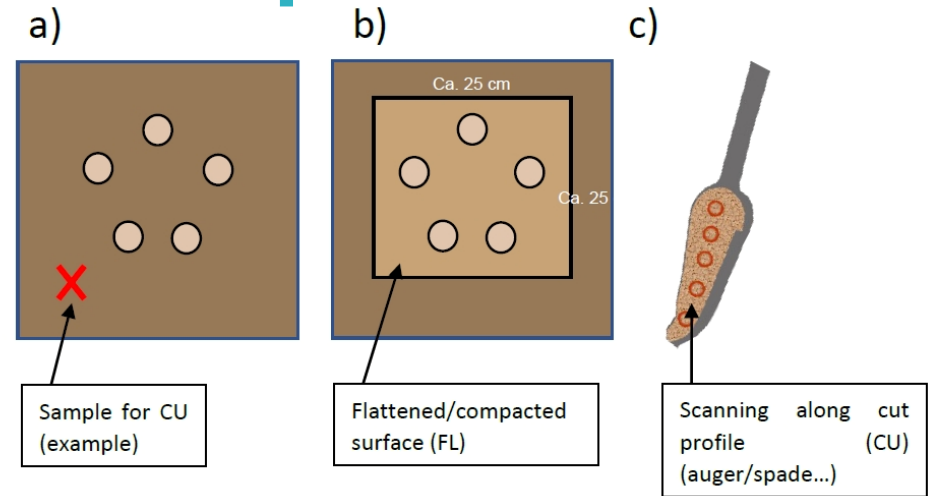 a)
b)
c)
Ca. 25 cm
Ca. 25
Sample for CU
(example)
Flattened/compacted
surface (FL)
Scanning along cut
profile (CU)
(auger/spade...)